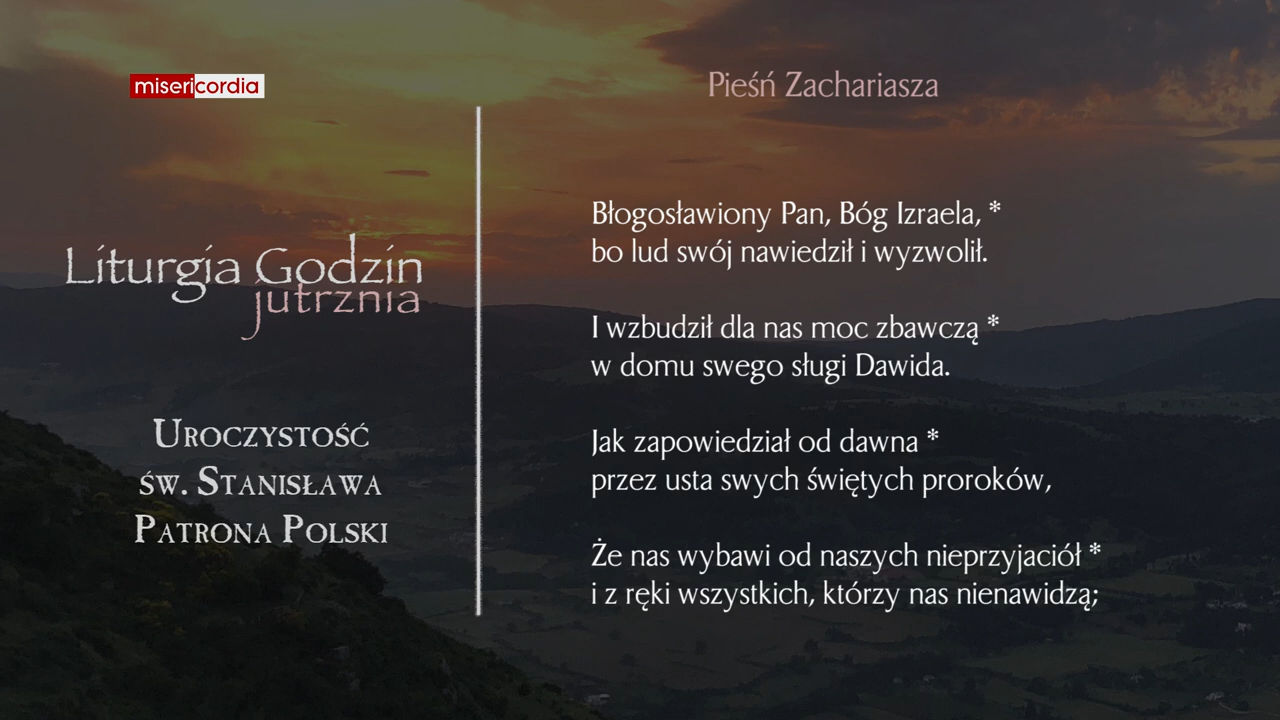 misericordia
Liturgia Godzin
jutrznia
Uroczystość
św. Stanisława
Patrona Polski
Pieśń Zachariasza
Błogosławiony Pan, Bóg Izraela, *
bo lud swój nawiedził i wyzwolił.
I wzbudził dla nas moc zbawczą *
w domu swego sługi Dawida.
Jak zapowiedział od dawna *
przez usta swych świętych proroków,
Że nas wybawi od naszych nieprzyjaciół *
i z ręki wszystkich, którzy nas nienawidzą;